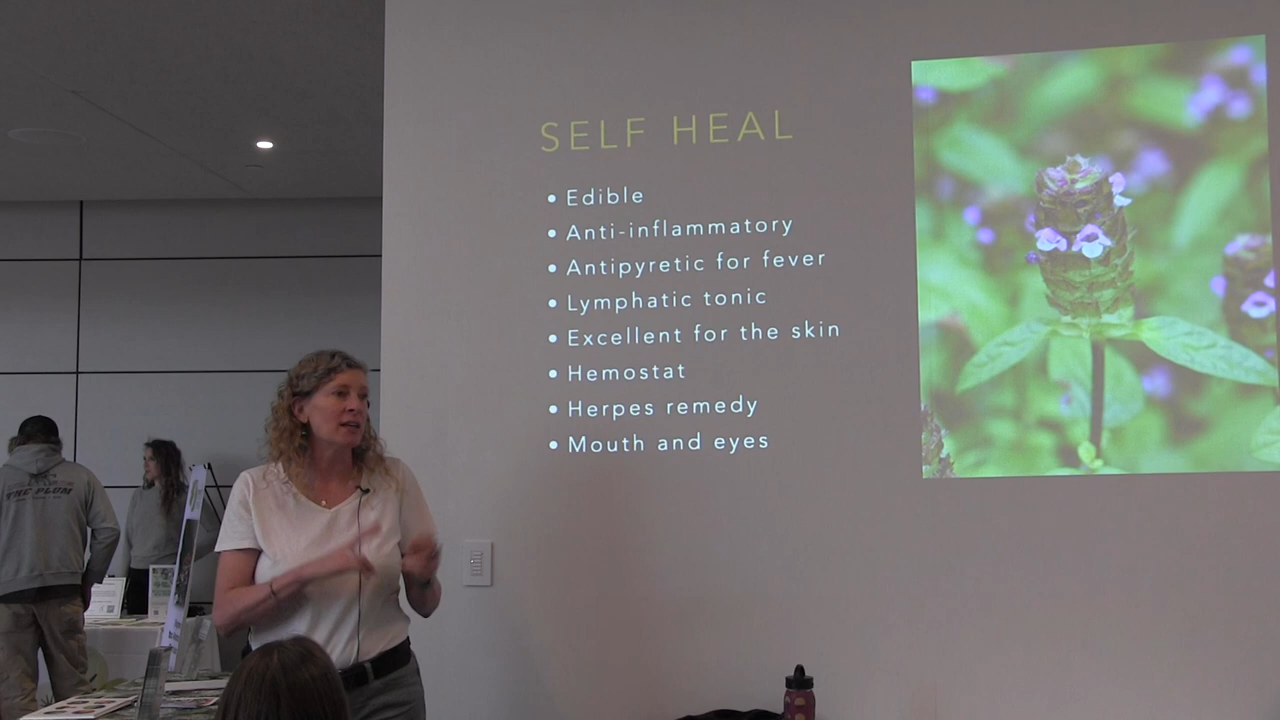 SELF HEAL
• Edible
• Anti-inflammatory
• Antipyretic for fever
• Lymphatic tonic
• Excellent for the skin
• Hemostat
• Herpes remedy
• Mouth and eyes
THE PLUM